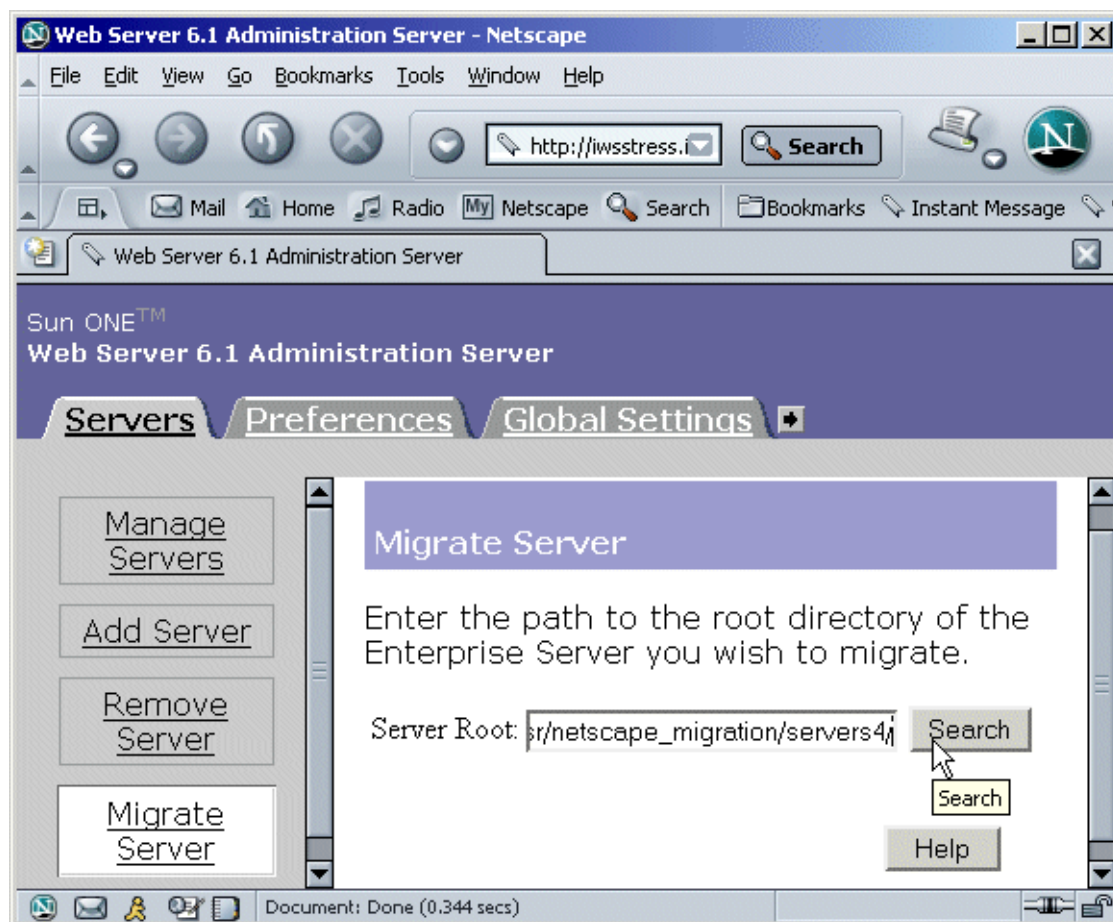 Web Server 6.1 Administration Server - Netscape
File Edit View Go Bookmarks Tools Window Help
http://iwsstress.i Search N
Mail Home Radio My Netscape Search Bookmarks Instant Message
Web Server 6.1 Administration Server
Sun ONE™
Web Server 6.1 Administration Server
Servers Preferences Global Settings
Manage
Servers
Add Server
Remove
Server
Migrate
Server
Migrate Server
Enter the path to the root directory of the
Enterprise Server you wish to migrate.
Server Root: sr/netscape_migration/servers4/ Search
Search
Help
Document: Done (0.344 secs)